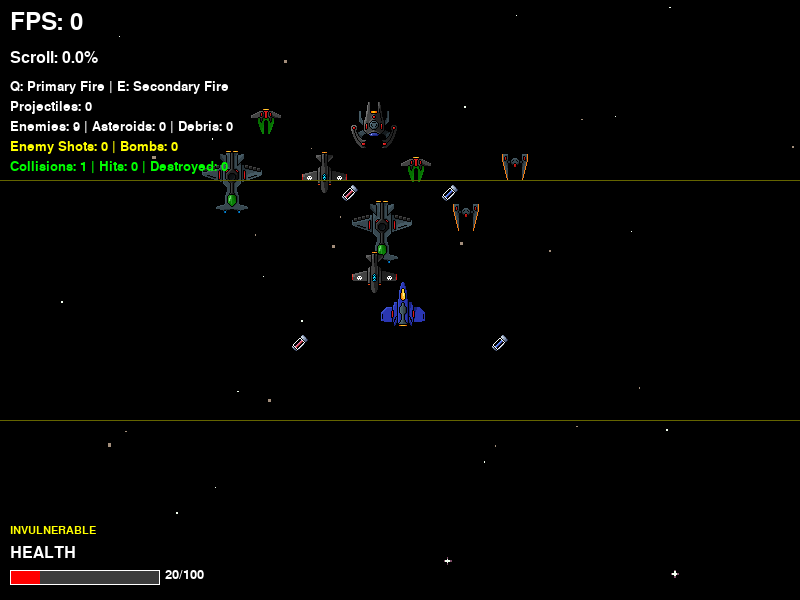 FPS: 0
Scroll: 0.0%
Q: Primary Fire | E: Secondary Fire
Projectiles: 0
Enemies: 9 | Asteroids: 0 | Debris: 0
Enemy Shots: 0 | Bombs: 0
Collisions: 1 | Hits: 0 | Destroyed: 0
INVULNERABLE
HEALTH
20/100